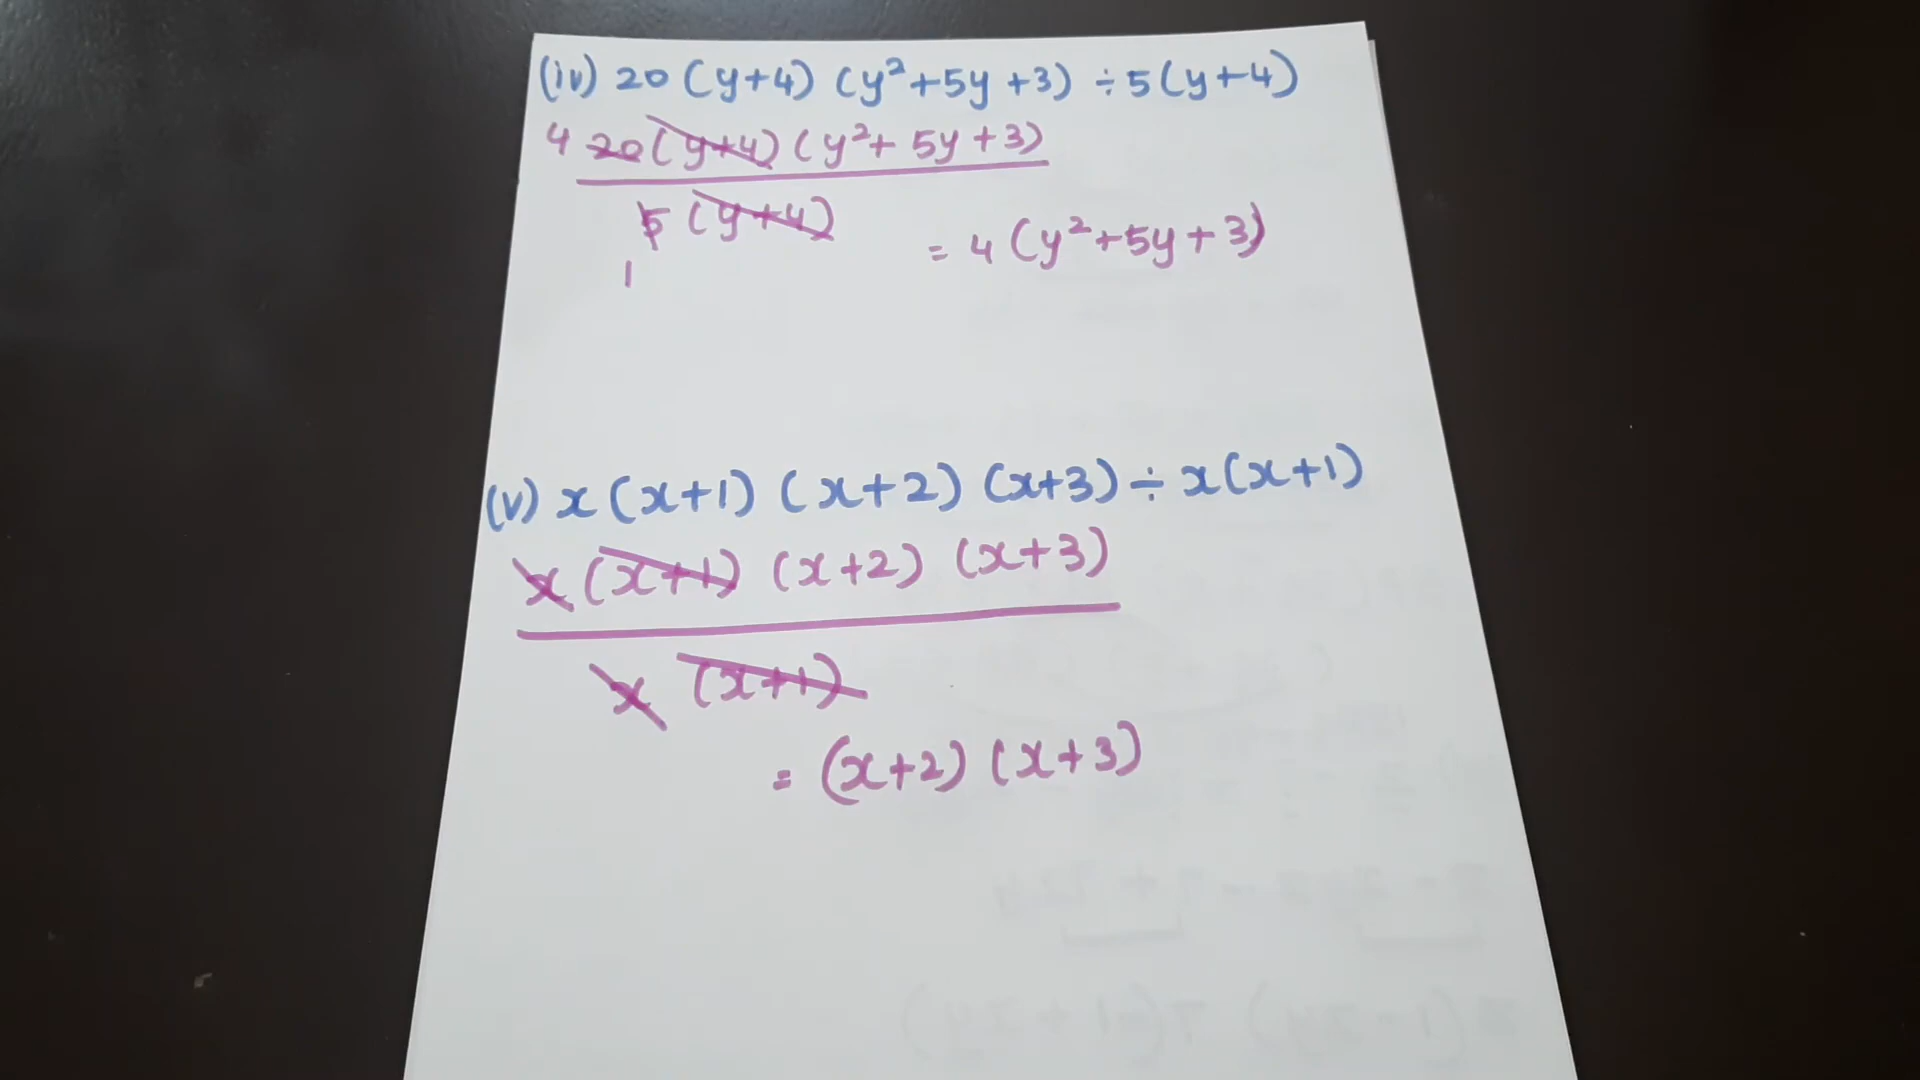 (iv) 20 (y+4) (y²+5y+3) ÷ 5(y+4)
4 20(y+4) (y²+ 5y+3)
5 (y+4)
1
= 4 (y²+5y+3)
(v) x (x+1) (x+2) (x+3) ÷ x(x+1)
x (x+1) (x+2) (x+3)
x (x+1)
= (x+2) (x+3)